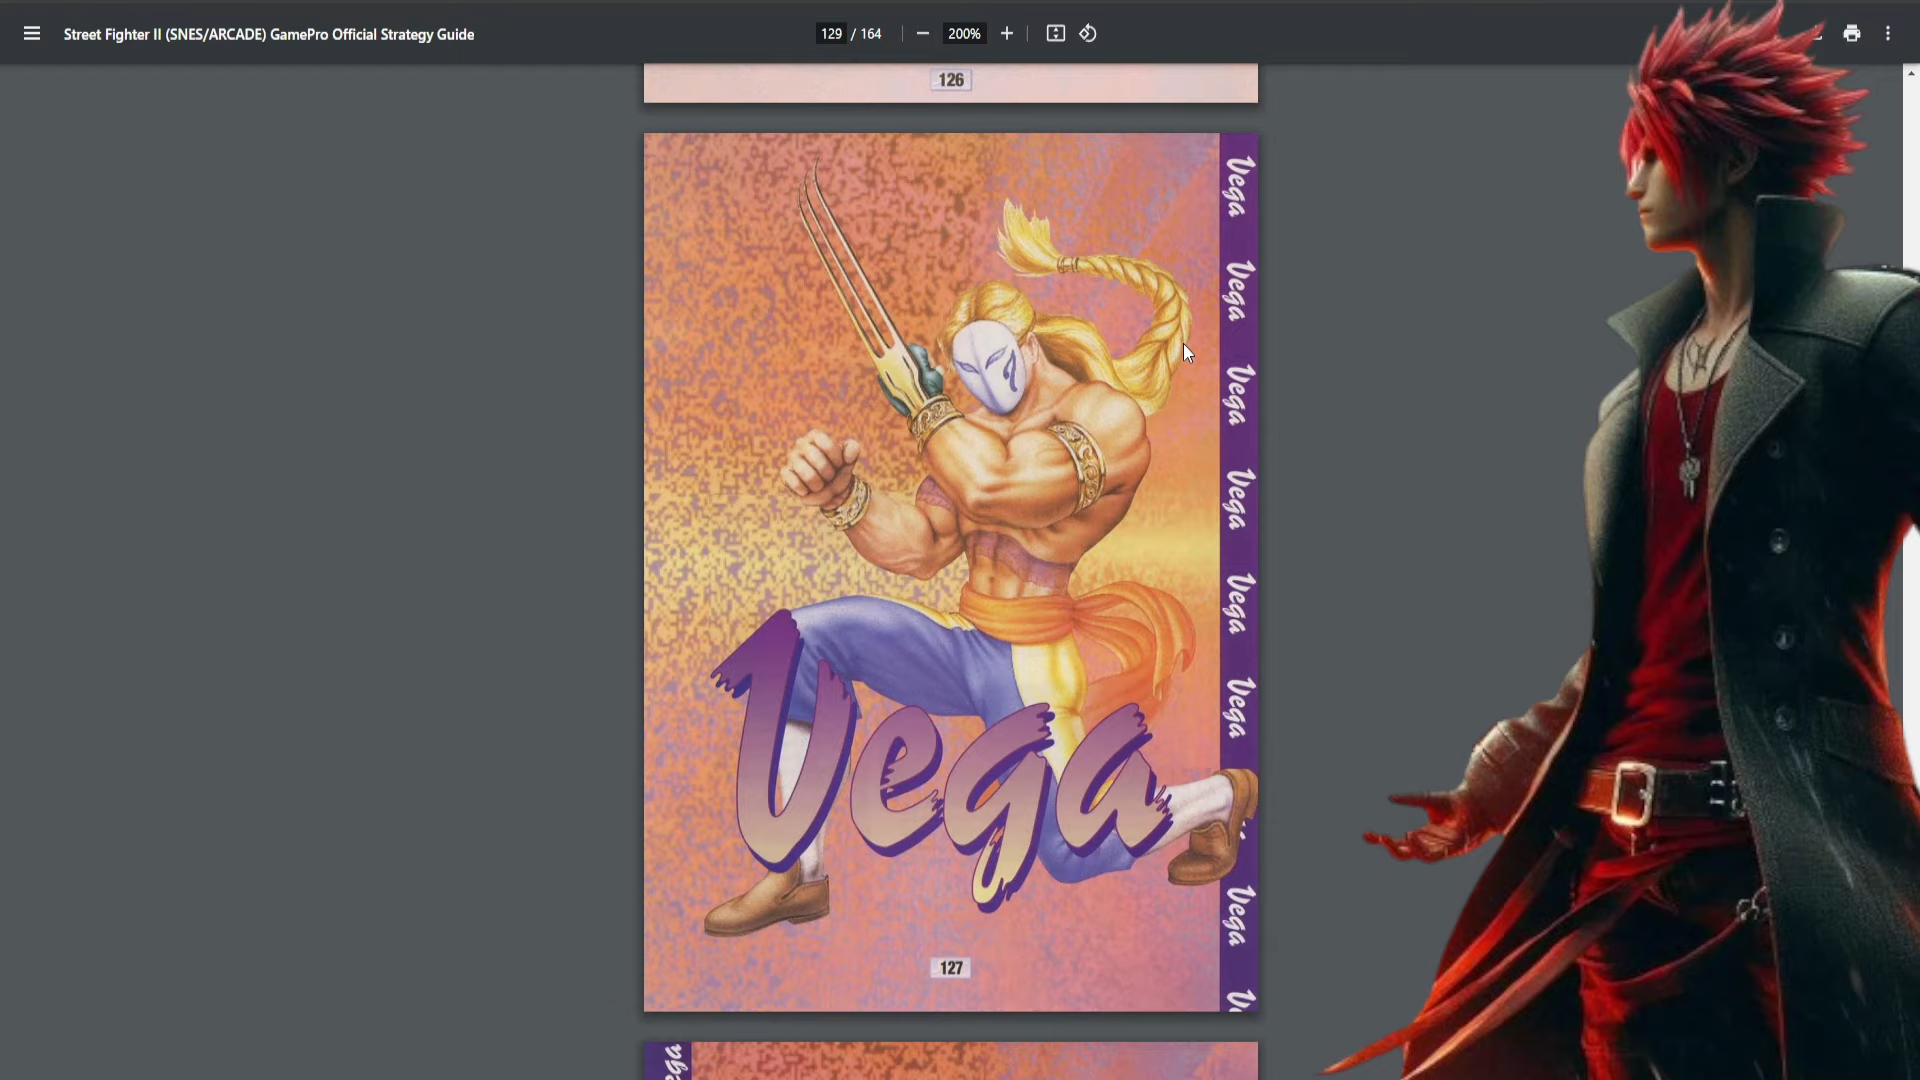 Street Fighter II (SNES/ARCADE) GamePro Official Strategy Guide
129 / 164
200%
126
Vega
Vega
Vega
Vega
Vega
Vega
Vega
Vega
127